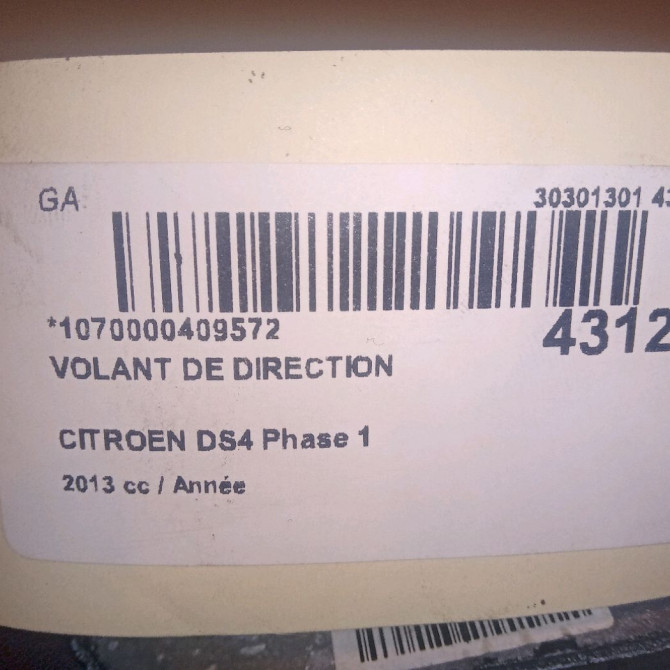 GA 30301301 43
*1070000409572 4312
VOLANT DE DIRECTION
CITROEN DS4 Phase 1
2013 cc / Année